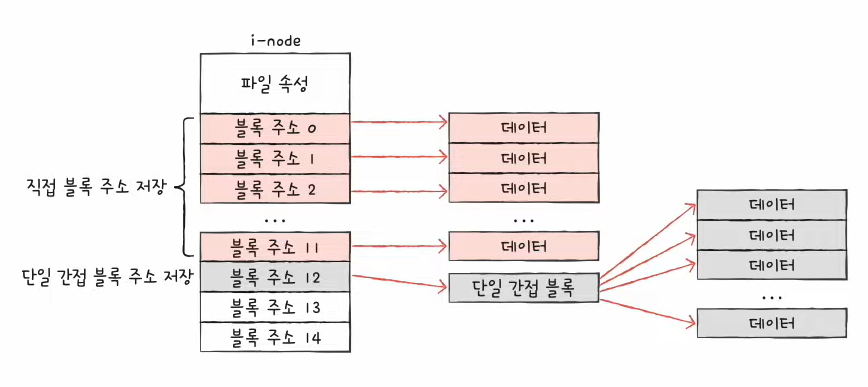 i-node
파일 속성
블록 주소 0
데이터
블록 주소 1
데이터
직접 블록 주소 저장
블록 주소 2
데이터
데이터
...
...
데이터
블록 주소 11
데이터
데이터
단일 간접 블록 주소 저장
블록 주소 12
단일 간접 블록
...
블록 주소 13
데이터
블록 주소 14